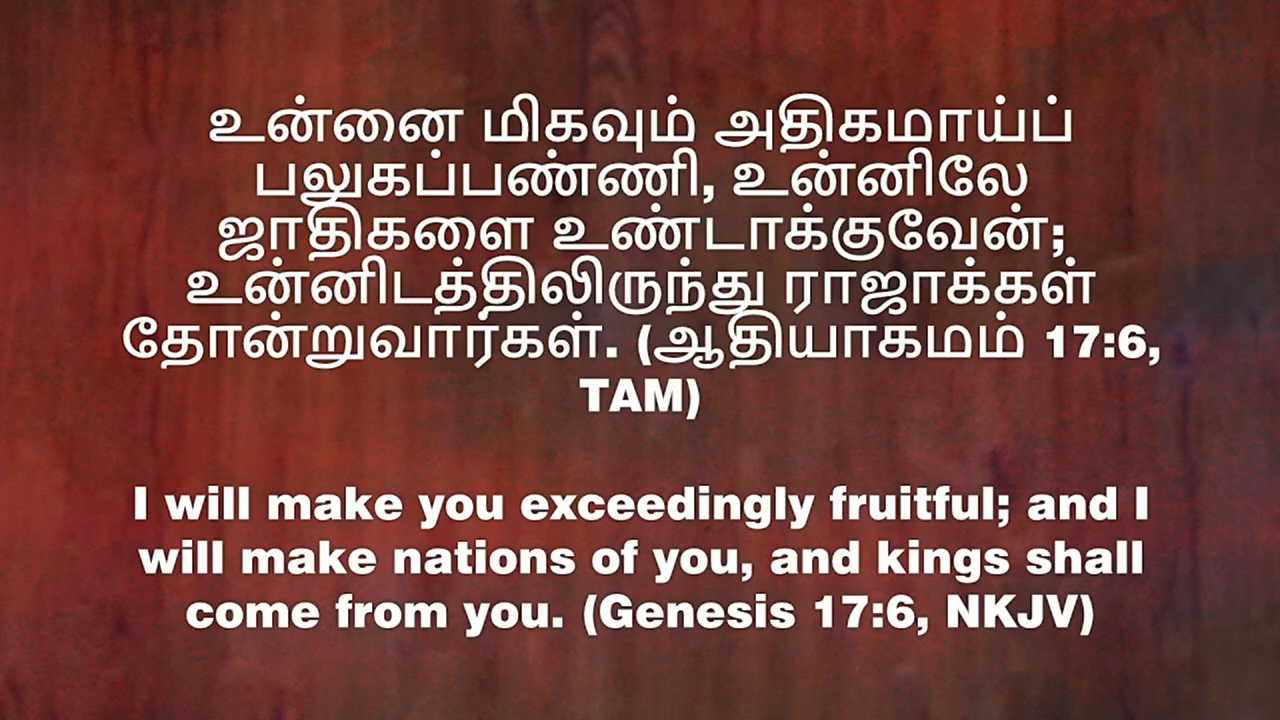 உன்னை மிகவும் அதிகமாய்ப்
பலுகப்பண்ணி, உன்னிலே
ஜாதிகளை உண்டாக்குவேன்;
உன்னிடத்திலிருந்து ராஜாக்கள்
தோன்றுவார்கள். (ஆதியாகமம் 17:6,
TAM)
I will make you exceedingly fruitful; and I
will make nations of you, and kings shall
come from you. (Genesis 17:6, NKJV)